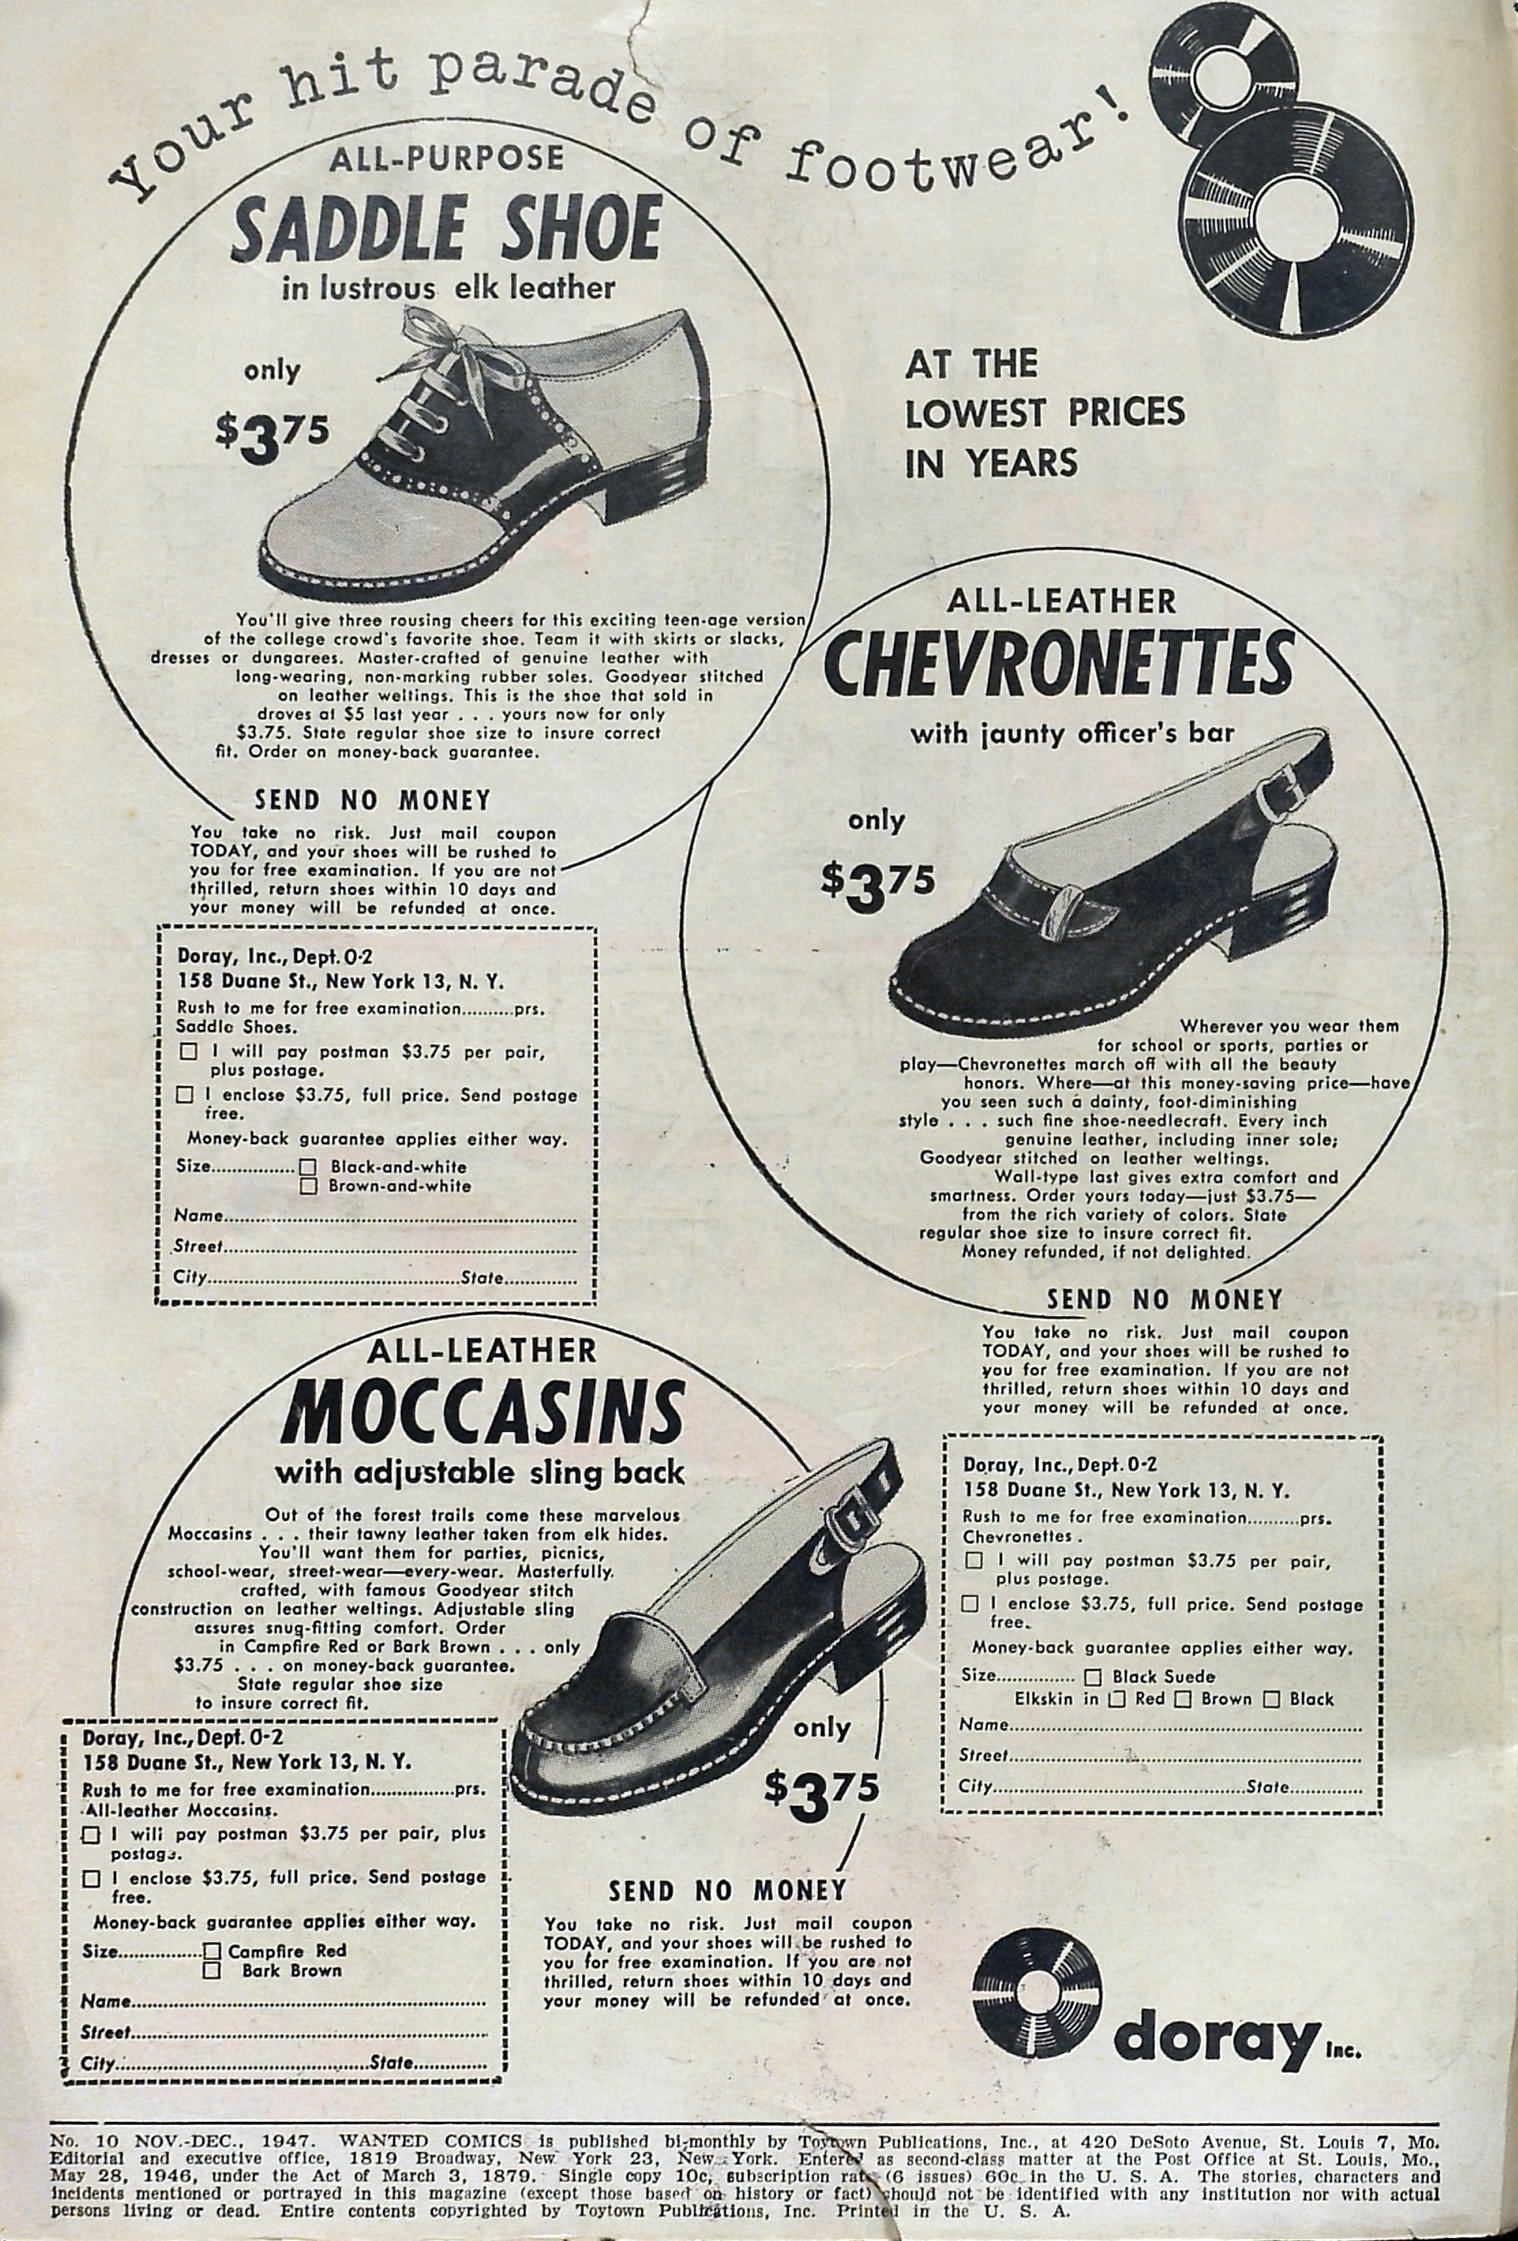 Your hit parade of footwear!
ALL-PURPOSE
SADDLE SHOE
in lustrous elk leather
only
$3.75
You'll give three rousing cheers for this exciting teen-age version
of the college crowd's favorite shoe. Team it with skirts or slacks,
dresses or dungarees. Master-crafted of genuine leather with
long-wearing, non-marking rubber soles. Goodyear stitched
on leather weltings. This is the shoe that sold in
droves at $5 last year . . . yours now for only
$3.75. State regular shoe size to insure correct
fit. Order on money-back guarantee.
SEND NO MONEY
You take no risk. Just mail coupon
TODAY, and your shoes will be rushed to
you for free examination. If you are not
thrilled, return shoes within 10 days and
your money will be refunded at once.
Doray, Inc., Dept. O-2
158 Duane St., New York 13, N. Y.
Rush to me for free examination..........prs.
Saddle Shoes.
☐ I will pay postman $3.75 per pair,
plus postage.
☐ I enclose $3.75, full price. Send postage
free.
Money-back guarantee applies either way.
Size................ ☐ Black-and-white
☐ Brown-and-white
Name................................................................
Street................................................................
City................................................State..............
AT THE
LOWEST PRICES
IN YEARS
ALL-LEATHER
CHEVRONETTES
with jaunty officer's bar
only
$3.75
Wherever you wear them
for school or sports, parties or
play—Chevronettes march off with all the beauty
honors. Where—at this money-saving price—have
you seen such a dainty, foot-diminishing
style . . . such fine shoe-needlecraft. Every inch
genuine leather, including inner sole;
Goodyear stitched on leather weltings.
Wall-type last gives extra comfort and
smartness. Order yours today—just $3.75—
from the rich variety of colors. State
regular shoe size to insure correct fit.
Money refunded, if not delighted.
SEND NO MONEY
You take no risk. Just mail coupon
TODAY, and your shoes will be rushed to
you for free examination. If you are not
thrilled, return shoes within 10 days and
your money will be refunded at once.
Doray, Inc., Dept. O-2
158 Duane St., New York 13, N. Y.
Rush to me for free examination..........prs.
Chevronettes.
☐ I will pay postman $3.75 per pair,
plus postage.
☐ I enclose $3.75, full price. Send postage
free.
Money-back guarantee applies either way.
Size............... ☐ Black Suede
Elkskin in ☐ Red ☐ Brown ☐ Black
Name................................................................
Street................................................................
City................................................State..............
ALL-LEATHER
MOCCASINS
with adjustable sling back
Out of the forest trails come these marvelous
Moccasins . . . their tawny leather taken from elk hides.
You'll want them for parties, picnics,
school-wear, street-wear—every-wear. Masterfully
crafted, with famous Goodyear stitch
construction on leather weltings. Adjustable sling
assures snug-fitting comfort. Order
in Campfire Red or Bark Brown . . . only
$3.75 . . . on money-back guarantee.
State regular shoe size
to insure correct fit.
only
$3.75
Doray, Inc., Dept. O-2
158 Duane St., New York 13, N. Y.
Rush to me for free examination................prs.
All-leather Moccasins.
☐ I will pay postman $3.75 per pair, plus
postage.
☐ I enclose $3.75, full price. Send postage
free.
Money-back guarantee applies either way.
Size................ ☐ Campfire Red
☐ Bark Brown
Name................................................................
Street................................................................
City................................................State..............
SEND NO MONEY
You take no risk. Just mail coupon
TODAY, and your shoes will be rushed to
you for free examination. If you are not
thrilled, return shoes within 10 days and
your money will be refunded at once.
doray Inc.
No. 10 NOV.-DEC., 1947. WANTED COMICS is published bi-monthly by Toytown Publications, Inc., at 420 DeSoto Avenue, St. Louis 7, Mo.
Editorial and executive office, 1819 Broadway, New York 23, New York. Entered as second-class matter at the Post Office at St. Louis, Mo.,
May 28, 1946, under the Act of March 3, 1879. Single copy 10c, subscription rate (6 issues) 60c in the U. S. A. The stories, characters and
incidents mentioned or portrayed in this magazine (except those based on history or fact) should not be identified with any institution nor with actual
persons living or dead. Entire contents copyrighted by Toytown Publications, Inc. Printed in the U. S. A.